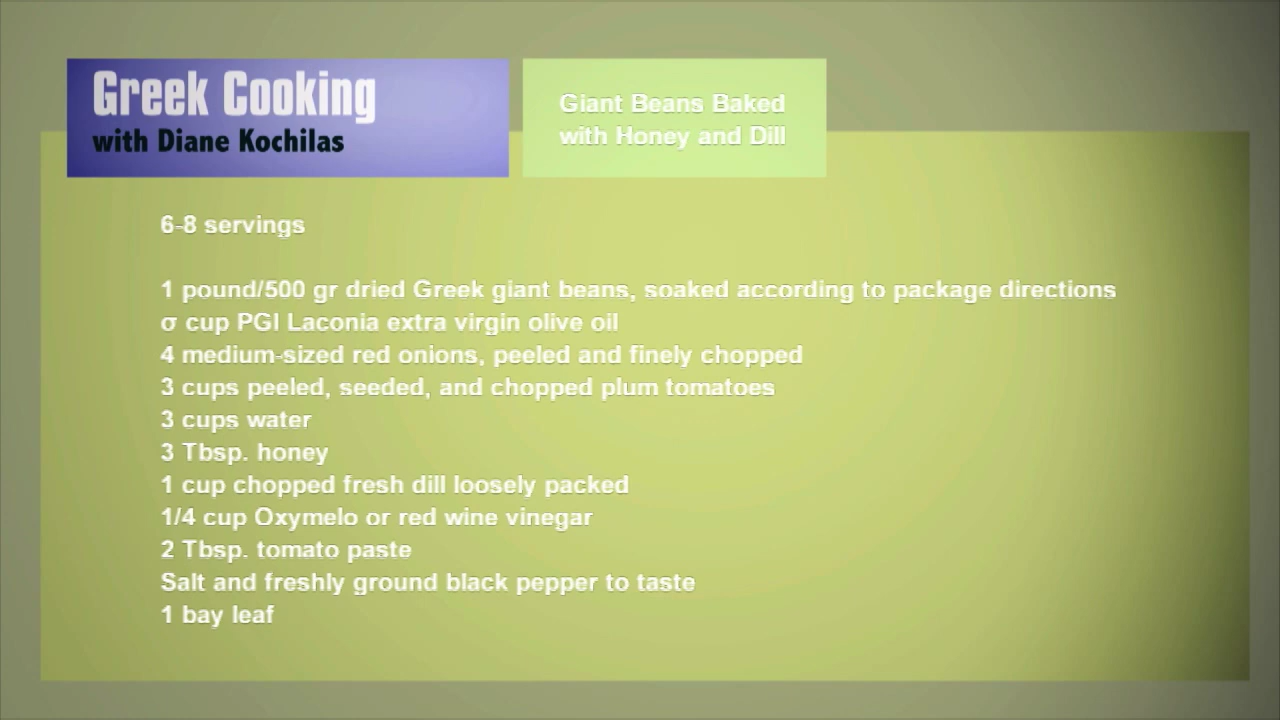 Greek Cooking
with Diane Kochilas
Giant Beans Baked
with Honey and Dill
6-8 servings
1 pound/500 gr dried Greek giant beans, soaked according to package directions
σ cup PGI Laconia extra virgin olive oil
4 medium-sized red onions, peeled and finely chopped
3 cups peeled, seeded, and chopped plum tomatoes
3 cups water
3 Tbsp. honey
1 cup chopped fresh dill loosely packed
1/4 cup Oxymelo or red wine vinegar
2 Tbsp. tomato paste
Salt and freshly ground black pepper to taste
1 bay leaf